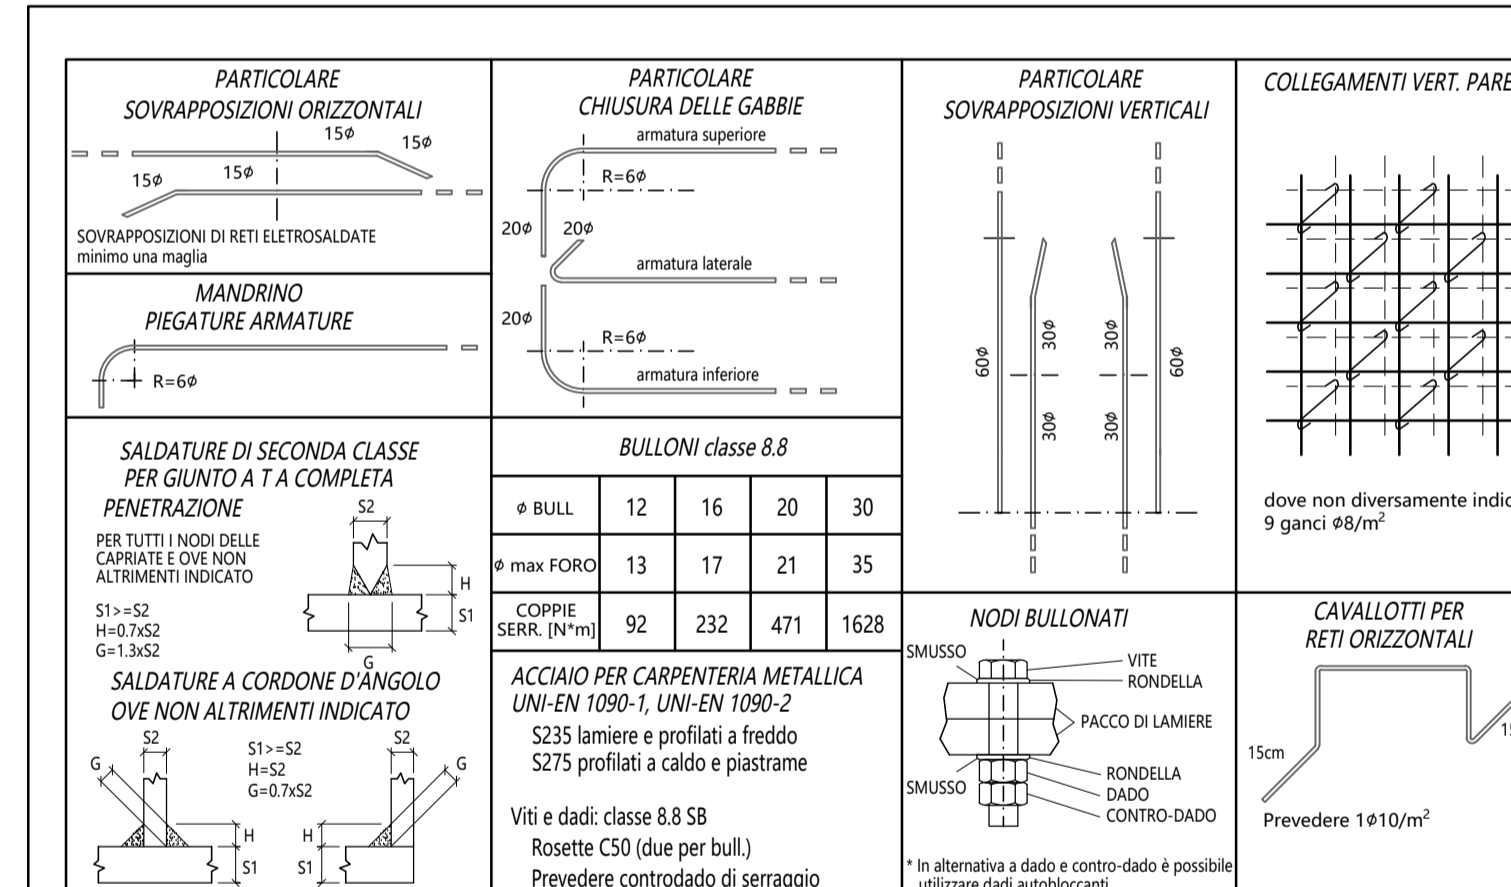 PARTICOLARE
SOVRAPPOSIZIONI ORIZZONTALI
15φ
15φ
15φ
15φ
SOVRAPPOSIZIONI DI RETI ELETROSALDATE
minimo una maglia
MANDRINO
PIEGATURE ARMATURE
R=6φ
PARTICOLARE
CHIUSURA DELLE GABBIE
armatura superiore
R=6φ
20φ
20φ
armatura laterale
20φ
R=6φ
armatura inferiore
PARTICOLARE
SOVRAPPOSIZIONI VERTICALI
60φ
30φ
30φ
30φ
30φ
60φ
COLLEGAMENTI VERT.
dove non diversamente
9 ganci φ8/m²
SALDATURE DI SECONDA CLASSE
PER GIUNTO A T A COMPLETA
PENETRAZIONE
PER TUTTI I NODI DELLE
CAPRIATE E OVE NON
ALTRIMENTI INDICATO
S1>=S2
H=0.7xS2
G=1.3xS2
S2
H
S1
G
SALDATURE A CORDONE D'ANGOLO
OVE NON ALTRIMENTI INDICATO
S2
G
S1>=S2
H=S2
G=0.7xS2
S2
G
H
S1
H
S1
BULLONI classe 8.8
φ BULL 12 16 20 30
φ max FORO 13 17 21 35
COPPIE
SERR. [N*m] 92 232 471 1628
ACCIAIO PER CARPENTERIA METALLICA
UNI-EN 1090-1, UNI-EN 1090-2
S235 lamiere e profilati a freddo
S275 profilati a caldo e piastrame
Viti e dadi: classe 8.8 SB
Rosette C50 (due per bull.)
Prevedere controdado di serraggio
NODI BULLONATI
SMUSSO
VITE
RONDELLA
PACCO DI LAMIERE
RONDELLA
SMUSSO
DADO
CONTRO-DADO
* In alternativa a dado e contro-dado è possibile
utilizzare dadi autobloccanti
CAVALLOTTI PER
RETI ORIZZONTALI
15cm
Prevedere 1φ10/m²